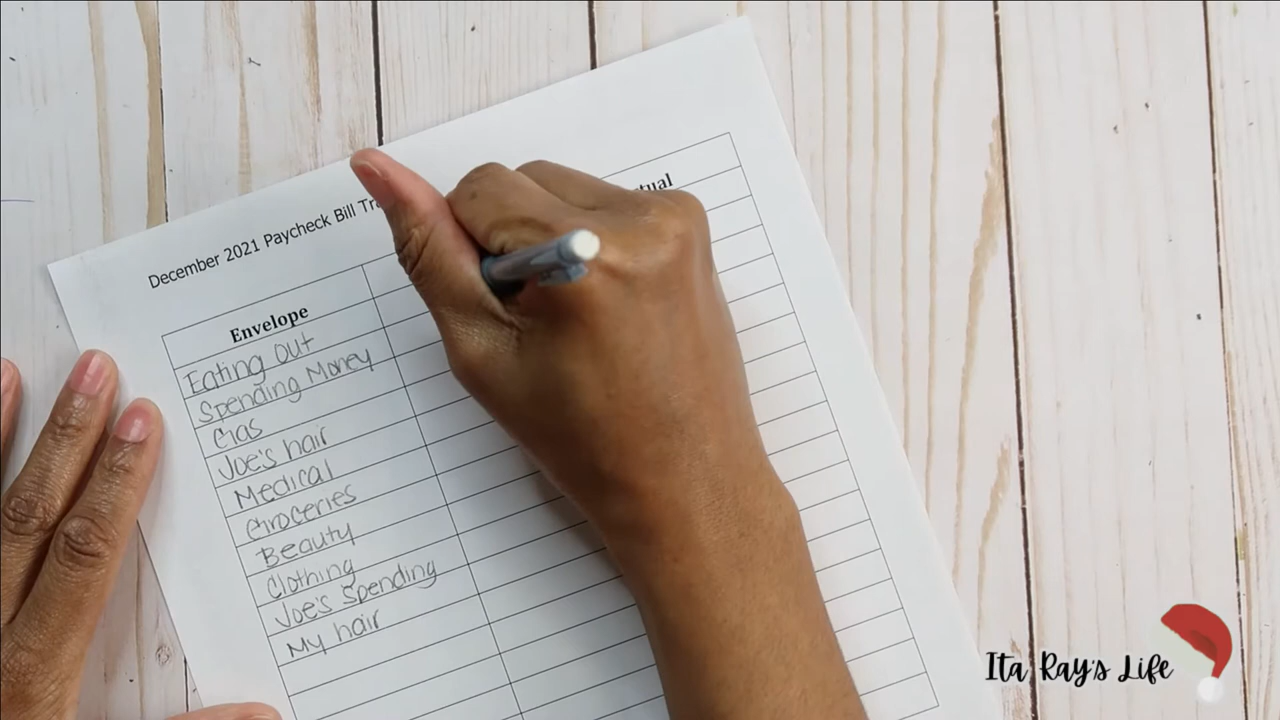 December 2021 Paycheck Bill
Envelope
Eating Out
Spending Money
Gas
Joe's hair
Medical
Groceries
Beauty
Clothing
Joe's Spending
My hair
Ita Ray's Life